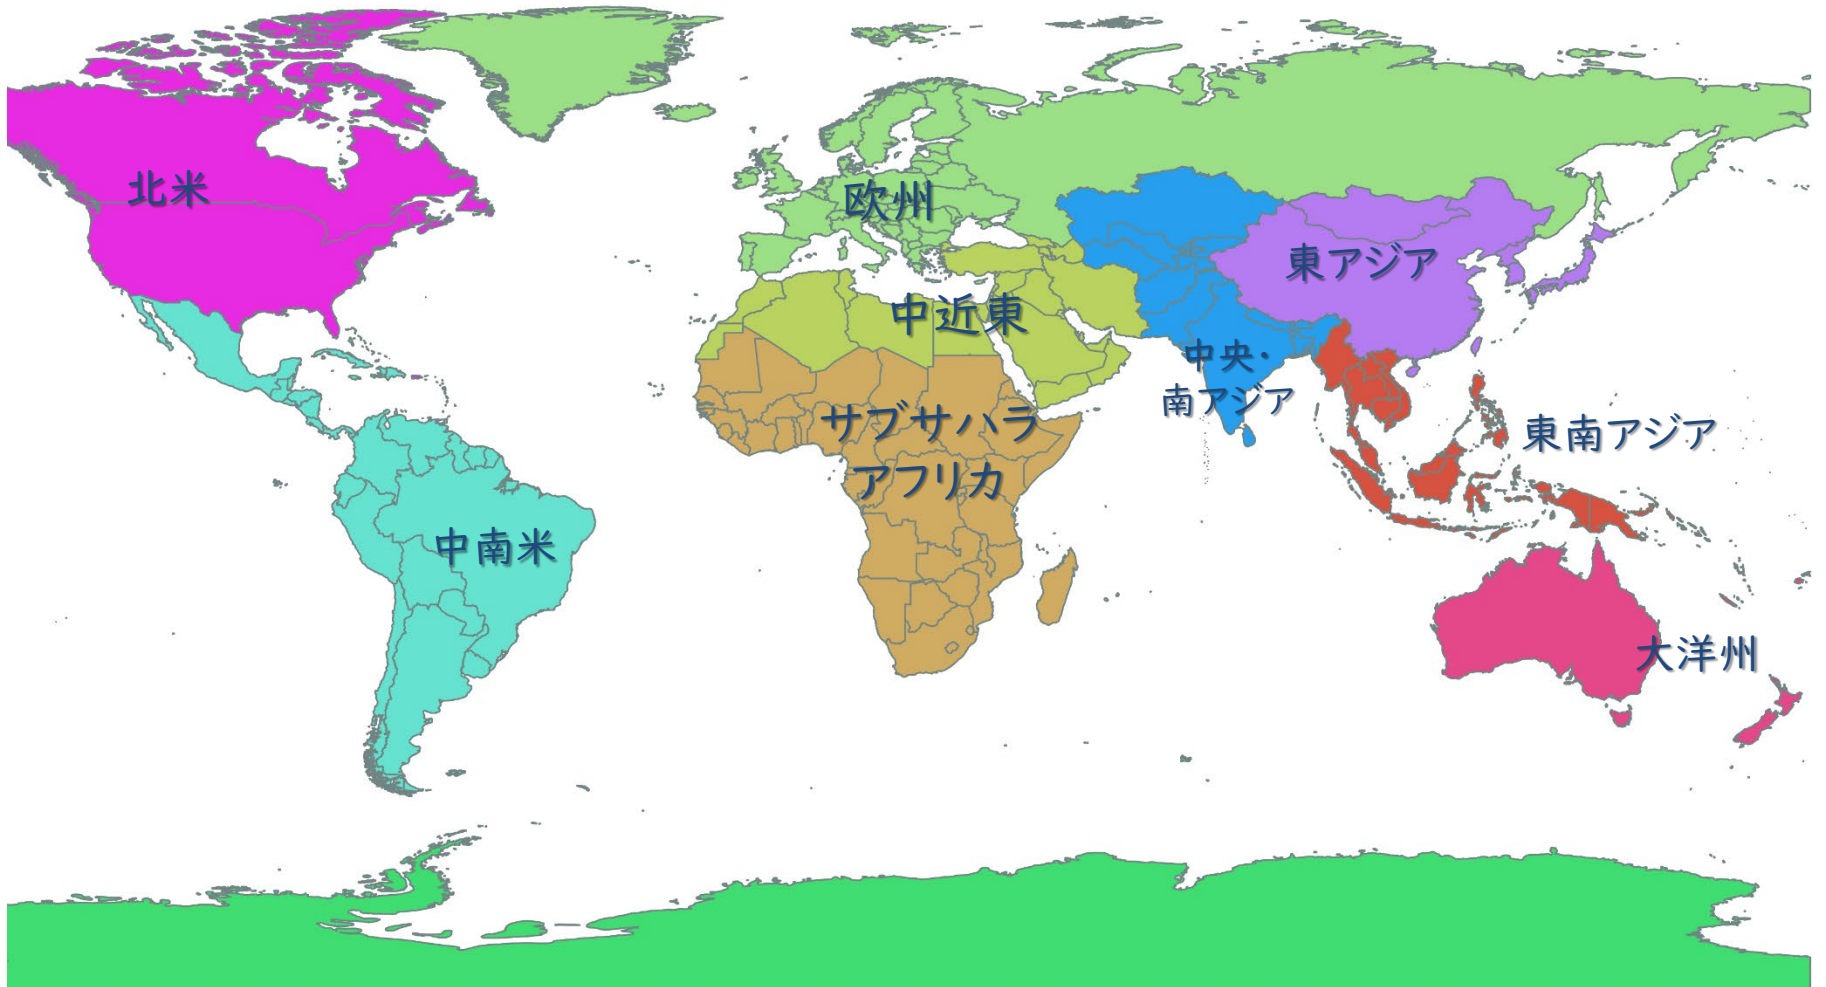 北米
欧州
東アジア
中近東
中央・
南アジア
サブサハラ
アフリカ
東南アジア
中南米
大洋州